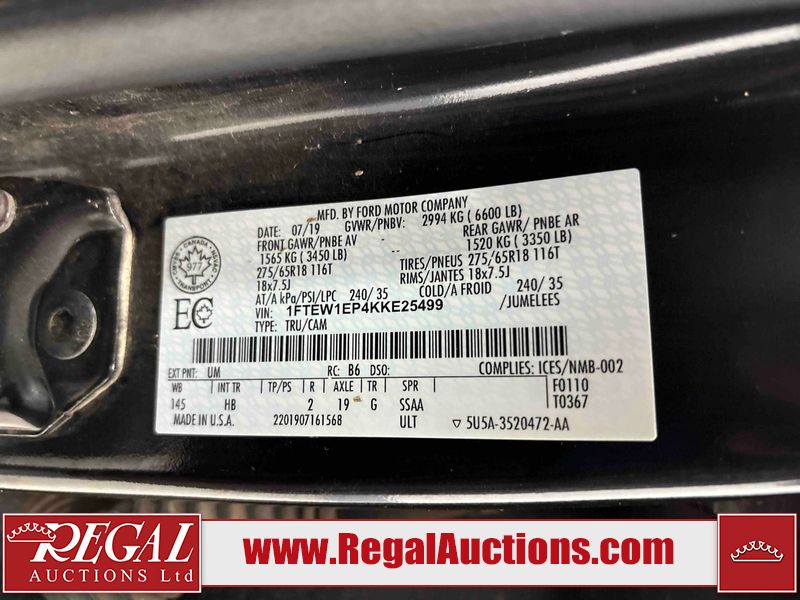 MFD. BY FORD MOTOR COMPANY
DATE: 07/19 GVWR/PNBV: 2994 KG ( 6600 LB)
FRONT GAWR/PNBE AV -- REAR GAWR/ PNBE AR
1565 KG ( 3450 LB) 1520 KG ( 3350 LB)
275/65R18 116T TIRES/PNEUS 275/65R18 116T
18x7.5J RIMS/JANTES 18x7.5J
AT/A kPa/PSI/LPC 240/ 35 COLD/A FROID 240/ 35
VIN: 1FTEW1EP4KKE25499 /JUMELEES
TYPE: TRU/CAM
CANADA
977
TRANSPORT
EC
EXT PNT: UM RC: B6 DSO: COMPLIES: ICES/NMB-002
WB INT TR TP/PS R AXLE TR SPR F0110
145 HB 2 19 G SSAA T0367
MADE IN U.S.A. 2201907161568 ULT ▽ 5U5A-3520472-AA
REGAL
AUCTIONS Ltd
www.RegalAuctions.com